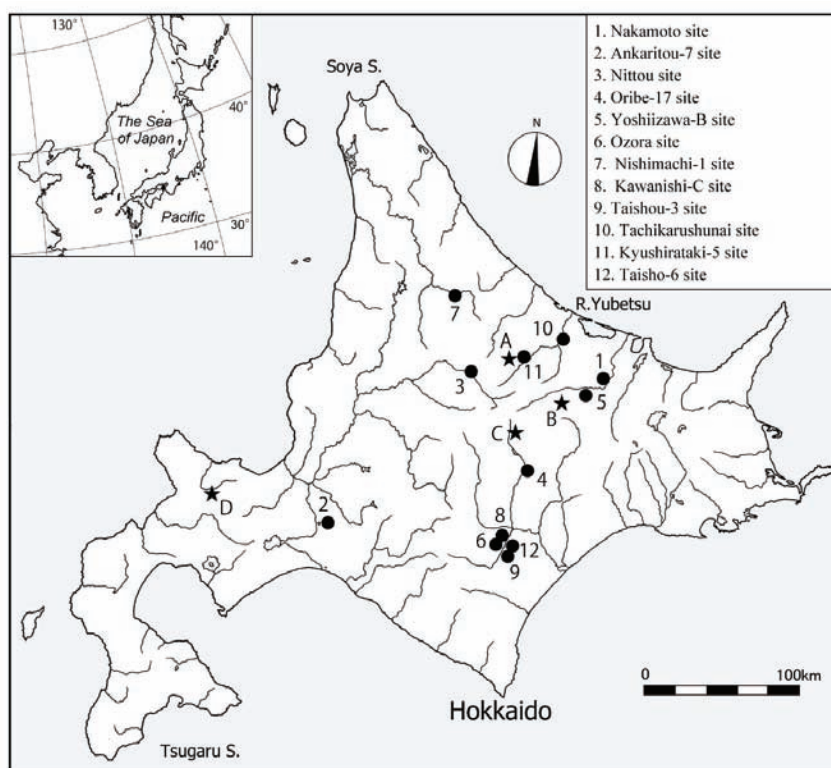 130°
40°
The Sea
of Japan
Pacific
30°
140°
Soya S.
N
1. Nakamoto site
2. Ankaritou-7 site
3. Nittou site
4. Oribe-17 site
5. Yoshiizawa-B site
6. Ozora site
7. Nishimachi-1 site
8. Kawanishi-C site
9. Taishou-3 site
10. Tachikarushunai site
11. Kyushirataki-5 site
12. Taisho-6 site
R.Yubetsu
7
10
A
11
3
1
5
B
C
4
D
2
8
6
12
9
0 100km
Hokkaido
Tsugaru S.